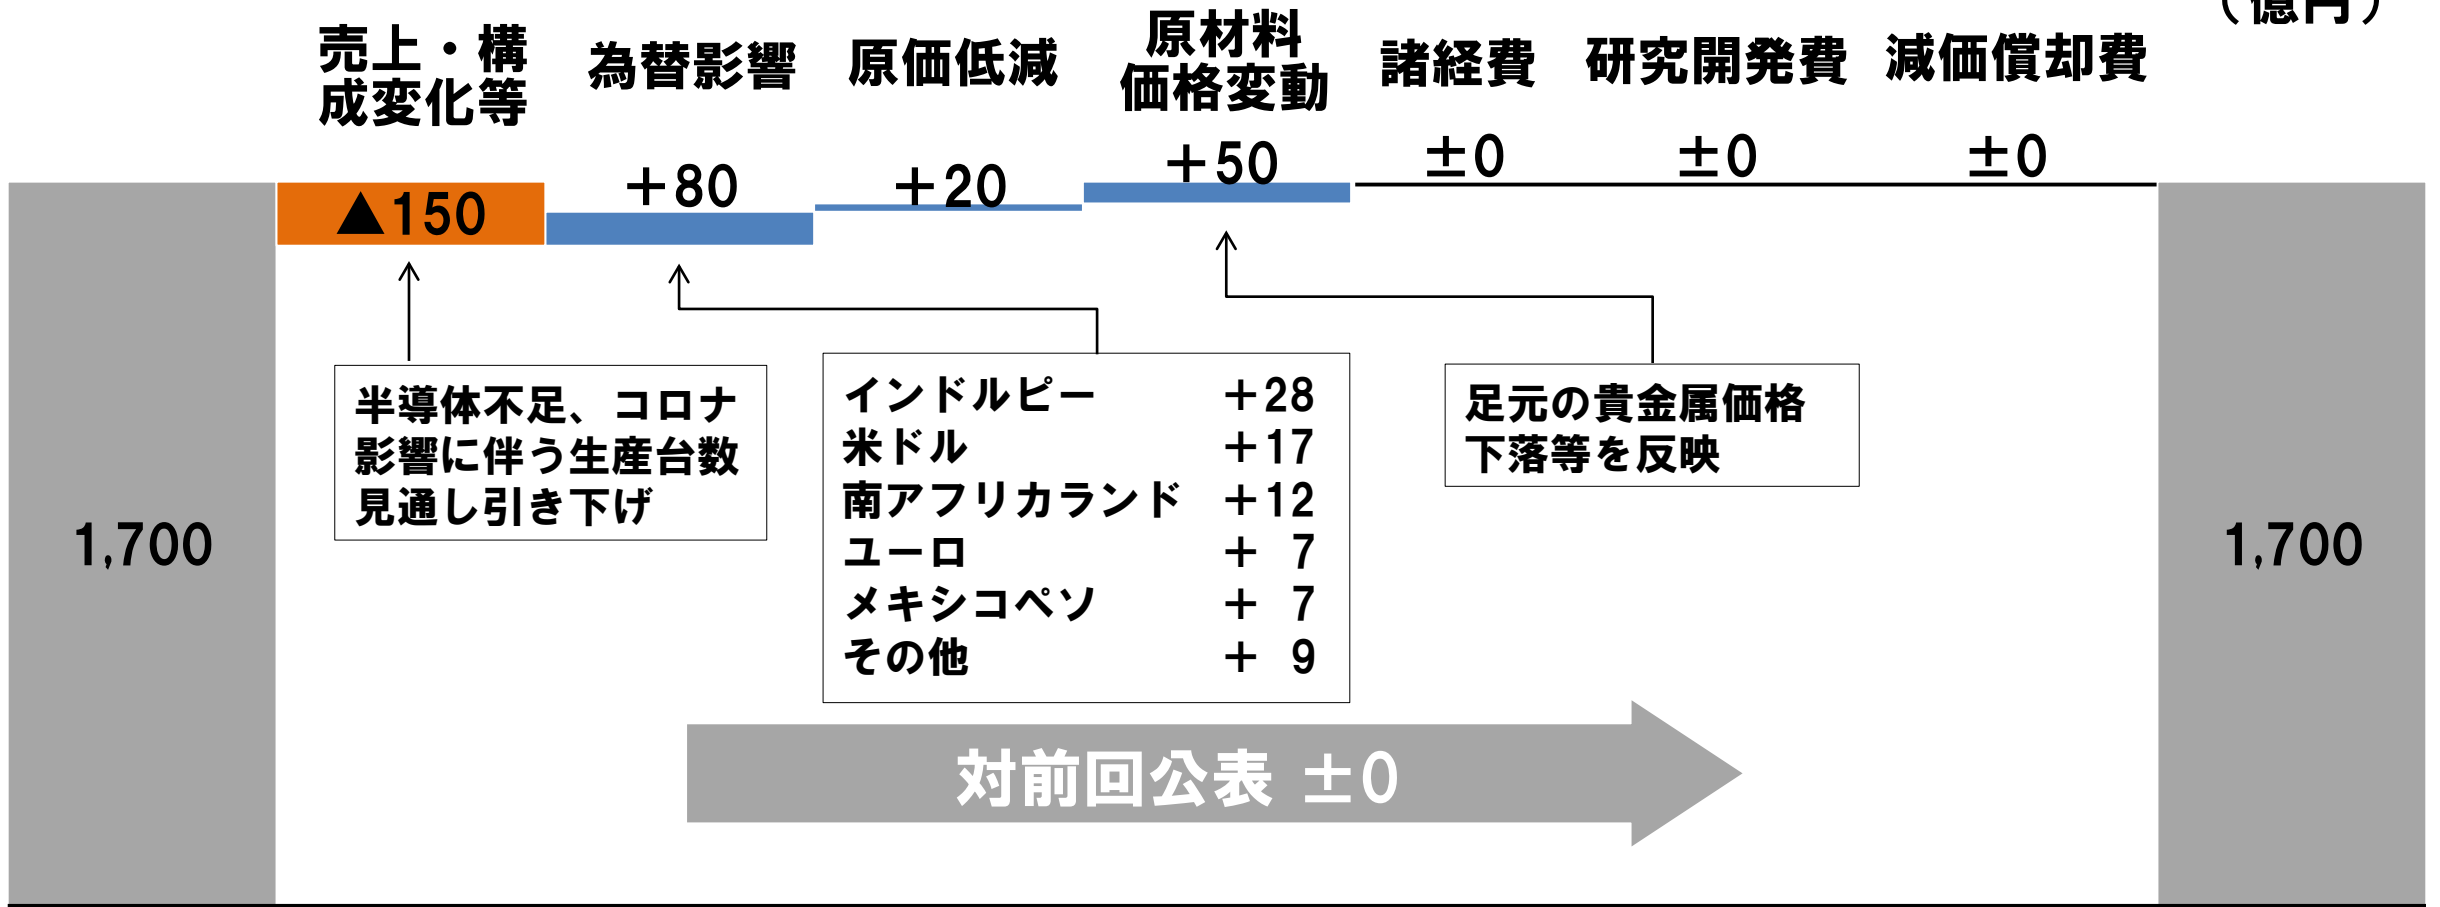 （億円）
売上・構
成変化等
為替影響
原価低減
原材料
価格変動
諸経費
研究開発費
減価償却費
▲150
+80
+20
+50
±0
±0
±0
1,700
1,700
半導体不足、コロナ
影響に伴う生産台数
見通し引き下げ
インドルピー +28
米ドル +17
南アフリカランド +12
ユーロ + 7
メキシコペソ + 7
その他 + 9
足元の貴金属価格
下落等を反映
対前回公表 ±0